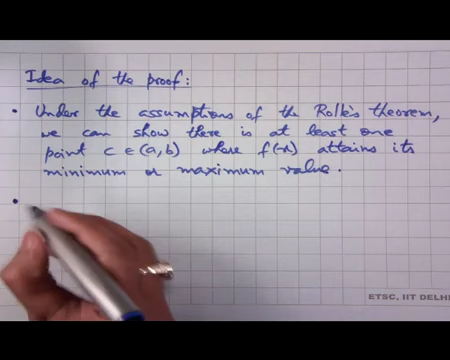 Idea of the proof:
• Under the assumptions of the Rolle's theorem,
we can show there is at least one
point c ∈ (a, b) where f(x) attains its
minimum or maximum value.
•
ETSC, IIT DELHI